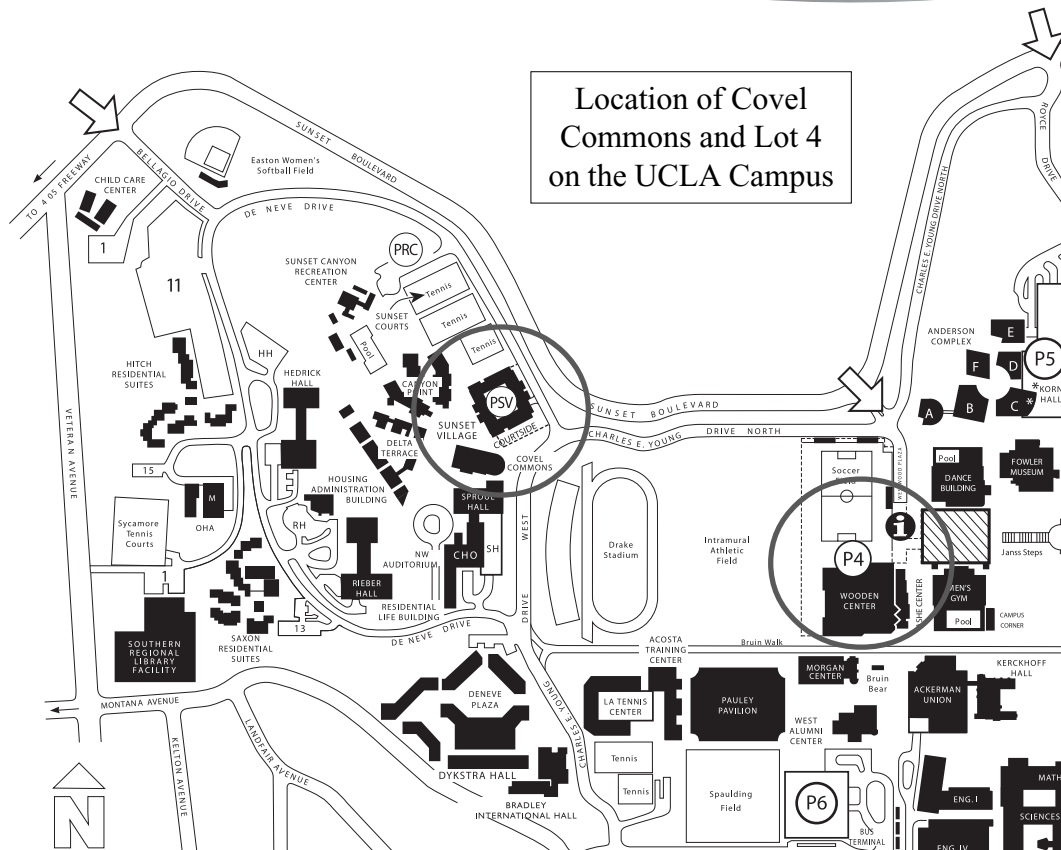 Location of Covel
Commons and Lot 4
on the UCLA Campus
SUNSET BOULEVARD
ROYCE DRIVE
TO 4 05 FREEWAY
BELLAGIO DRIVE
CHILD CARE
CENTER
1
Easton Women's
Softball Field
DE NEVE DRIVE
CHARLES E. YOUNG DRIVE NORTH
PRC
11
SUNSET CANYON
RECREATION
CENTER
Tennis
SUNSET
COURTS
Tennis
Tennis
Pool
HH
HITCH
RESIDENTIAL
SUITES
HEDRICK
HALL
ANDERSON
COMPLEX
E
F
D
P5
A
B
C
*
*KORN
HALL
CANYON
POINT
PSV
SUNSET
VILLAGE
COURTSIDE
SUNSET BOULEVARD
CHARLES E. YOUNG DRIVE NORTH
VETERAN AVENUE
DELTA
TERRACE
COVEL
COMMONS
WESTWOOD PLAZA
Pool
DANCE
BUILDING
FOWLER
MUSEUM
Soccer
Field
15
M
OHA
HOUSING
ADMINISTRATION
BUILDING
SPROUL
HALL
Sycamore
Tennis
Courts
RH
NW
AUDITORIUM
CHO
SH
WEST
DRIVE
Drake
Stadium
Intramural
Athletic
Field
i
P4
Janss Steps
1
RIEBER
HALL
WOODEN
CENTER
ASHE CENTER
MEN'S
GYM
Pool
CAMPUS
CORNER
RESIDENTIAL
LIFE BUILDING
13
DE NEVE DRIVE
SAXON
RESIDENTIAL
SUITES
SOUTHERN
REGIONAL
LIBRARY
FACILITY
Bruin Walk
ACOSTA
TRAINING
CENTER
MORGAN
CENTER
Bruin
Bear
KERCKHOFF
HALL
ACKERMAN
UNION
MONTANA AVENUE
DENEVE
PLAZA
CHARLES E. YOUNG
LA TENNIS
CENTER
PAULEY
PAVILION
WEST
ALUMNI
CENTER
KELTON AVENUE
LANDFAIR AVENUE
DYKSTRA HALL
BRADLEY
INTERNATIONAL HALL
Tennis
Tennis
Spaulding
Field
P6
BUS
TERMINAL
ENG. I
ENG. IV
MATH
SCIENCES
N